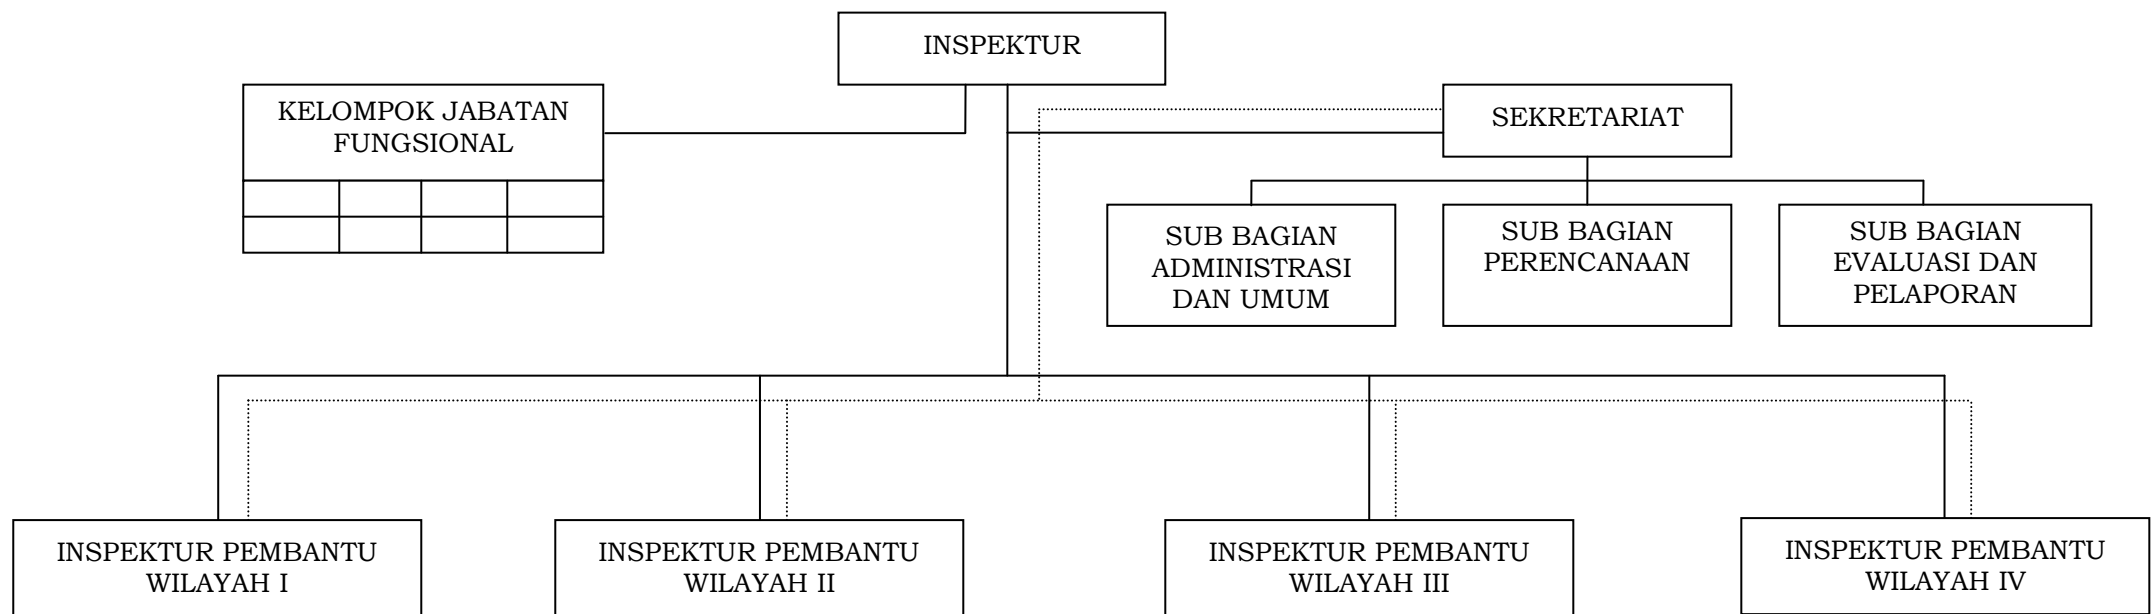 INSPEKTUR
KELOMPOK JABATAN
FUNGSIONAL
SEKRETARIAT
SUB BAGIAN
ADMINISTRASI
DAN UMUM
SUB BAGIAN
PERENCANAAN
SUB BAGIAN
EVALUASI DAN
PELAPORAN
INSPEKTUR PEMBANTU
WILAYAH I
INSPEKTUR PEMBANTU
WILAYAH II
INSPEKTUR PEMBANTU
WILAYAH III
INSPEKTUR PEMBANTU
WILAYAH IV